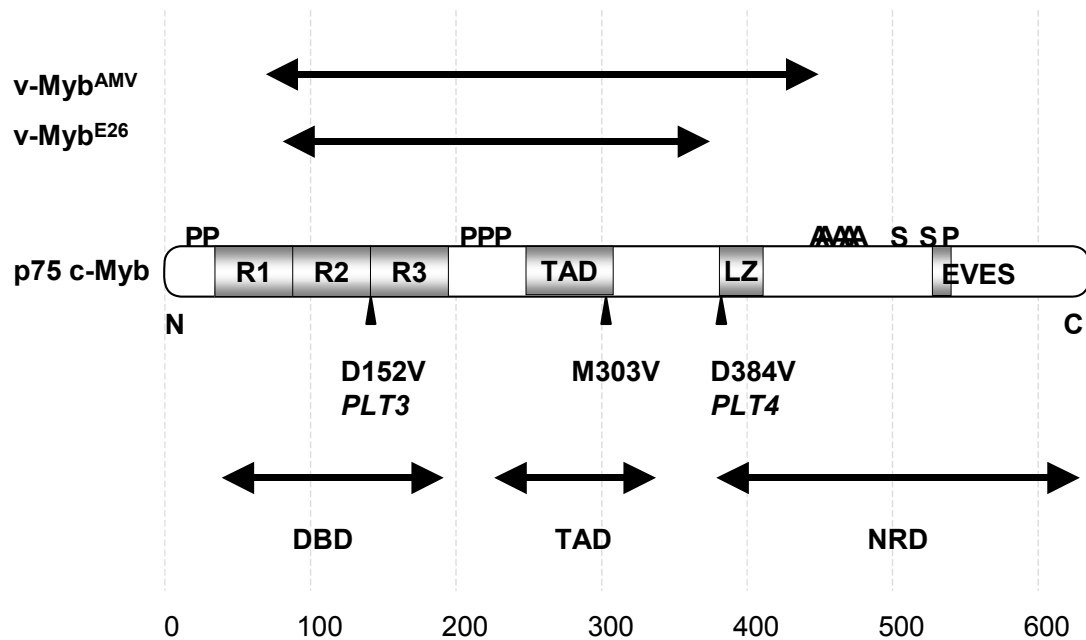 v-Myb^AMV
v-Myb^E26
PP PPP AAAAAA S S P
p75 c-Myb R1 R2 R3 TAD LZ EVES
N C
D152V M303V D384V
PLT3 PLT4
DBD TAD NRD
0 100 200 300 400 500 600